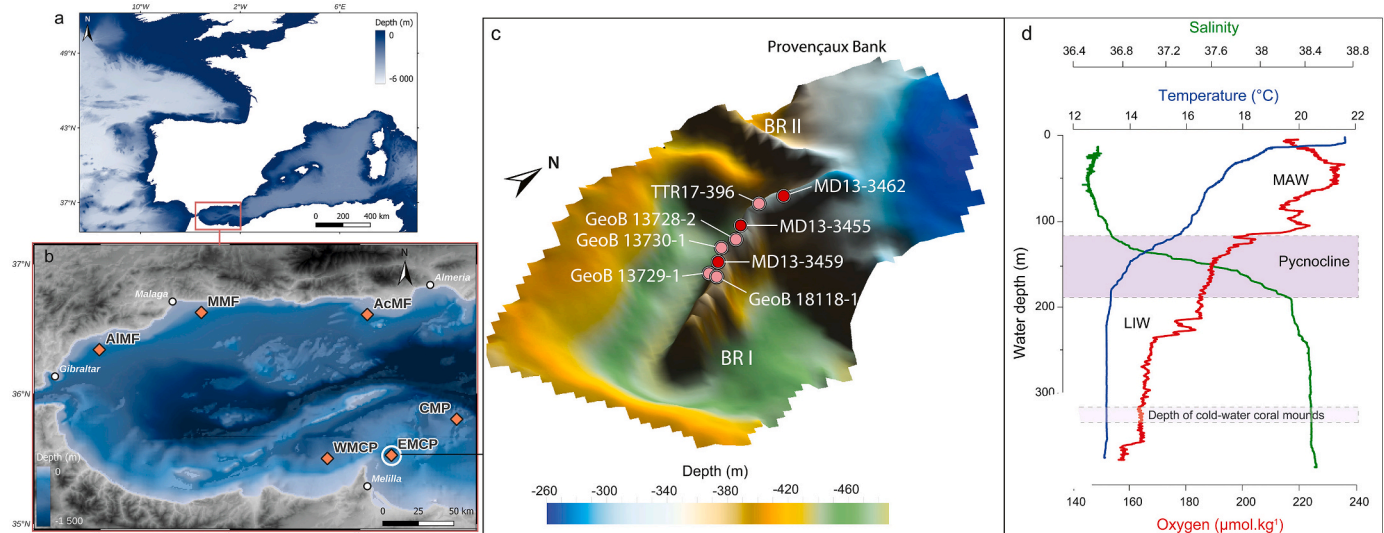 a
10°W
2°W
6°E
N
Depth (m)
0
-6 000
49°N
43°N
37°N
0 200 400 km
b
37°N
36°N
35°N
N
Malaga
MMF
AcMF
Almeria
AlMF
Gibraltar
CMP
WMCP
EMCP
Melilla
Depth (m)
0
-1 500
0 25 50 km
c
Provençaux Bank
BR II
N
TTR17-396
MD13-3462
GeoB 13728-2
MD13-3455
GeoB 13730-1
MD13-3459
GeoB 13729-1
GeoB 18118-1
BR I
Depth (m)
-260 -300 -340 -380 -420 -460
d
Salinity
36.4 36.8 37.2 37.6 38 38.4 38.8
Temperature (°C)
12 14 16 18 20 22
Water depth (m)
0
100
200
300
MAW
Pycnocline
LIW
Depth of cold-water coral mounds
140 160 180 200 220 240
Oxygen (µmol.kg¹)